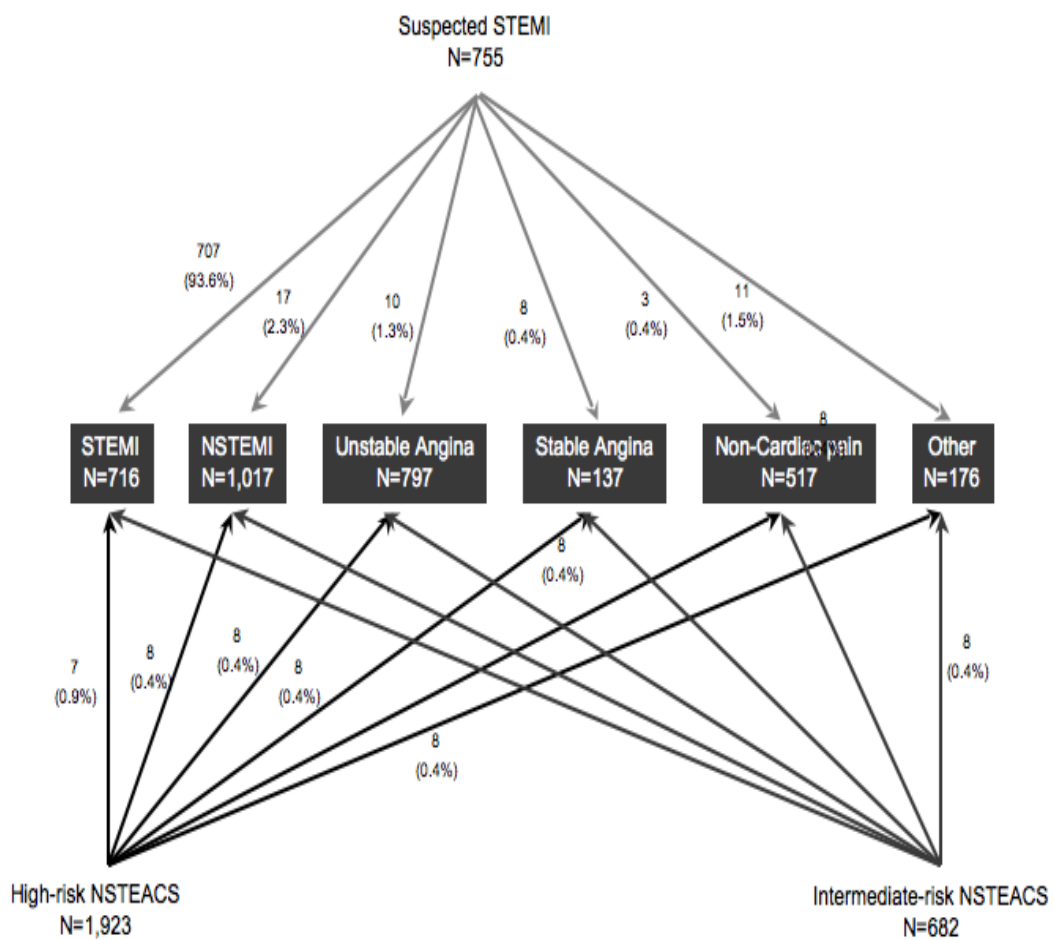 Suspected STEMI
N=755
707
(93.6%)
17
(2.3%)
10
(1.3%)
8
(0.4%)
3
(0.4%)
11
(1.5%)
8
STEMI
N=716
NSTEMI
N=1,017
Unstable Angina
N=797
Stable Angina
N=137
Non-Cardiac pain
N=517
Other
N=176
8
(0.4%)
7
(0.9%)
8
(0.4%)
8
(0.4%)
8
(0.4%)
8
(0.4%)
8
(0.4%)
High-risk NSTEACS
N=1,923
Intermediate-risk NSTEACS
N=682